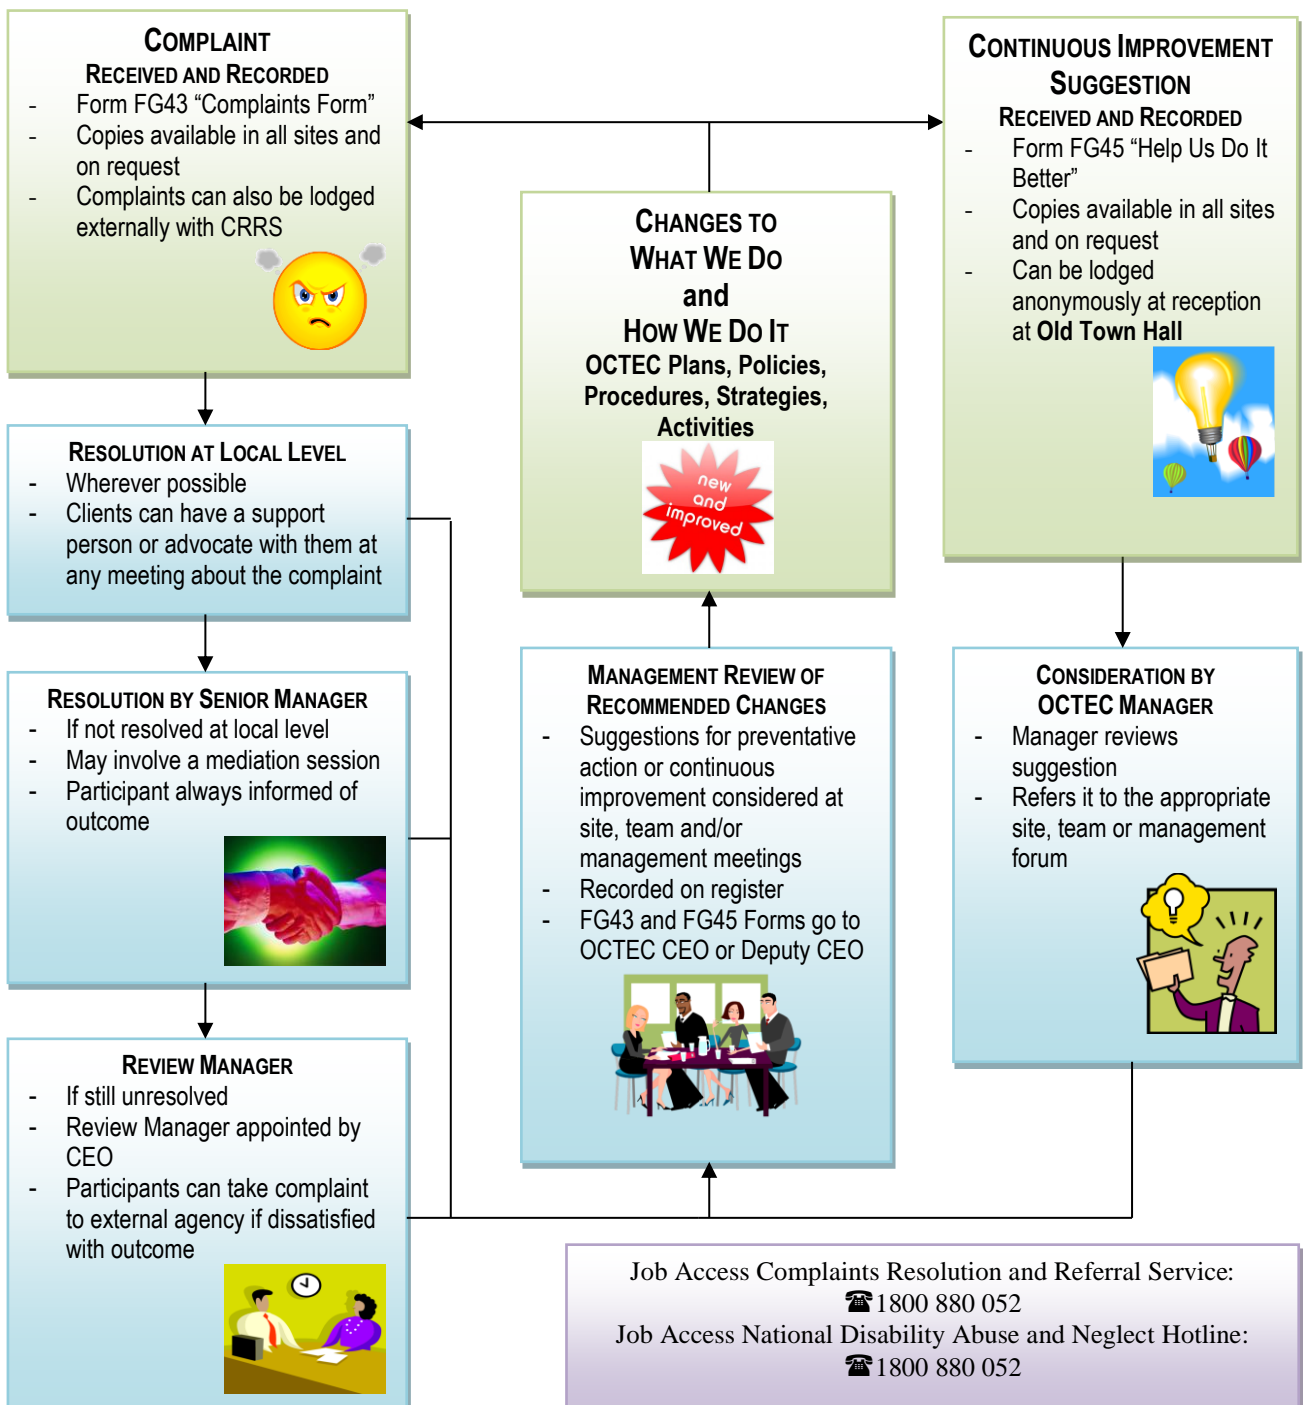 COMPLAINT
RECEIVED AND RECORDED
- Form FG43 “Complaints Form”
- Copies available in all sites and
on request
- Complaints can also be lodged
externally with CRRS
RESOLUTION AT LOCAL LEVEL
- Wherever possible
- Clients can have a support
person or advocate with them at
any meeting about the complaint
RESOLUTION BY SENIOR MANAGER
- If not resolved at local level
- May involve a mediation session
- Participant always informed of
outcome
REVIEW MANAGER
- If still unresolved
- Review Manager appointed by
CEO
- Participants can take complaint
to external agency if dissatisfied
with outcome
CHANGES TO
WHAT WE DO
and
HOW WE DO IT
OCTEC Plans, Policies,
Procedures, Strategies,
Activities
new
and
improved
MANAGEMENT REVIEW OF
RECOMMENDED CHANGES
- Suggestions for preventative
action or continuous
improvement considered at
site, team and/or
management meetings
- Recorded on register
- FG43 and FG45 Forms go to
OCTEC CEO or Deputy CEO
CONTINUOUS IMPROVEMENT
SUGGESTION
RECEIVED AND RECORDED
- Form FG45 “Help Us Do It
Better”
- Copies available in all sites
and on request
- Can be lodged
anonymously at reception
at Old Town Hall
CONSIDERATION BY
OCTEC MANAGER
- Manager reviews
suggestion
- Refers it to the appropriate
site, team or management
forum
Job Access Complaints Resolution and Referral Service:
☎1800 880 052
Job Access National Disability Abuse and Neglect Hotline:
☎1800 880 052